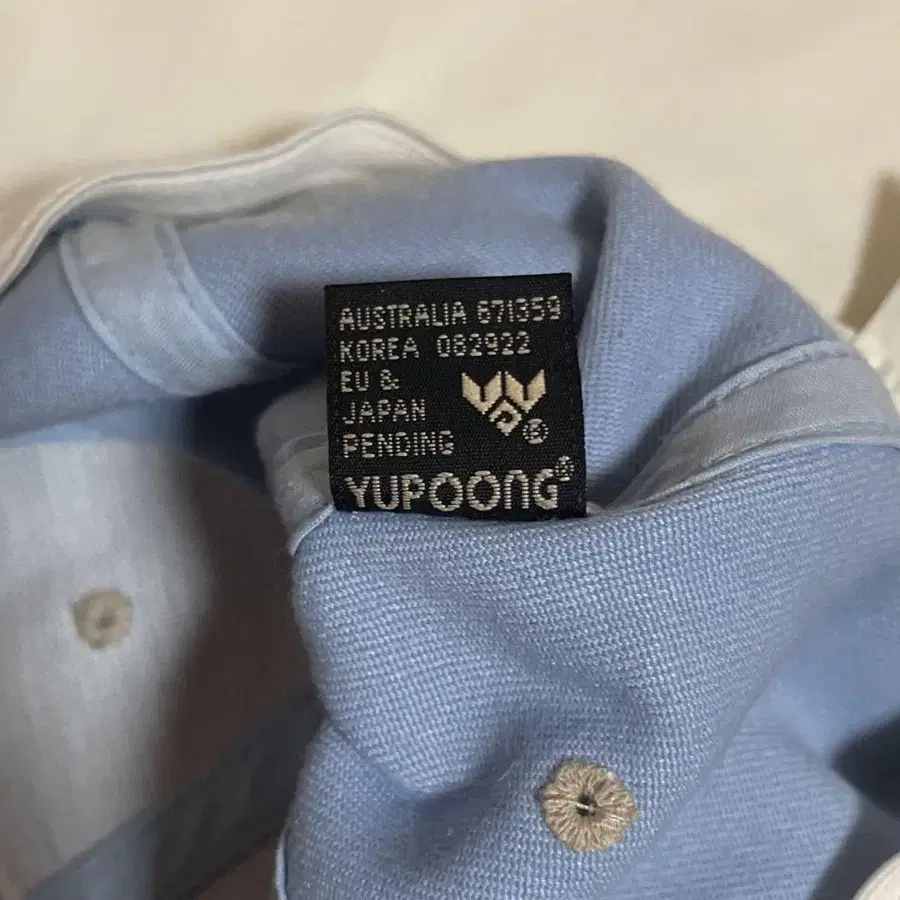 AUSTRALIA 671359
KOREA 082922
EU &
JAPAN
PENDING
YUPOONG®